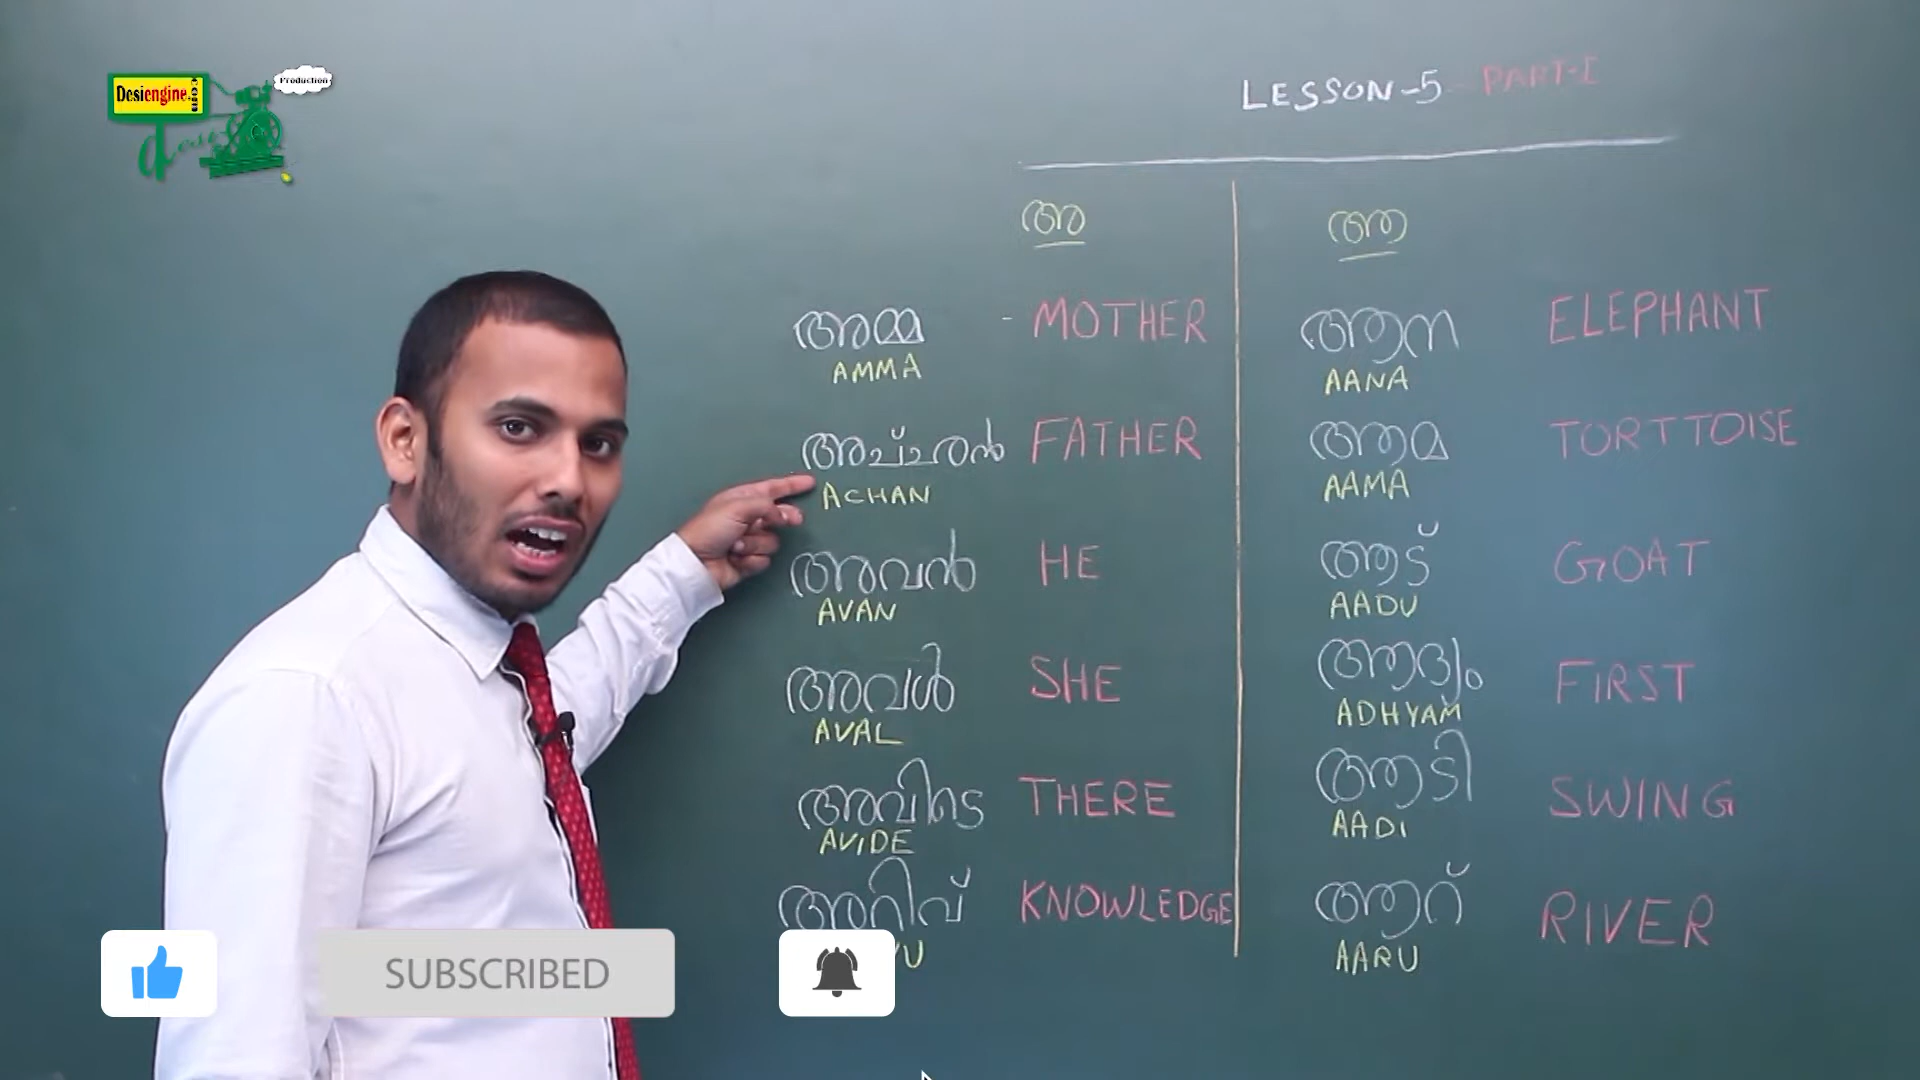 Desiengine.com
Production
LESSON-5 - PART-I
അ
ആ
അമ്മ - MOTHER
AMMA
അച്ഛൻ FATHER
ACHAN
അവൻ HE
AVAN
അവൾ SHE
AVAL
അവിടെ THERE
AVIDE
അറിവ് KNOWLEDGE
VU
ആന ELEPHANT
AANA
ആമ TORTTOISE
AAMA
ആട് GOAT
AADU
ആദ്യം FIRST
ADHYAM
ആടി SWING
AADI
ആറ് RIVER
AARU
SUBSCRIBED